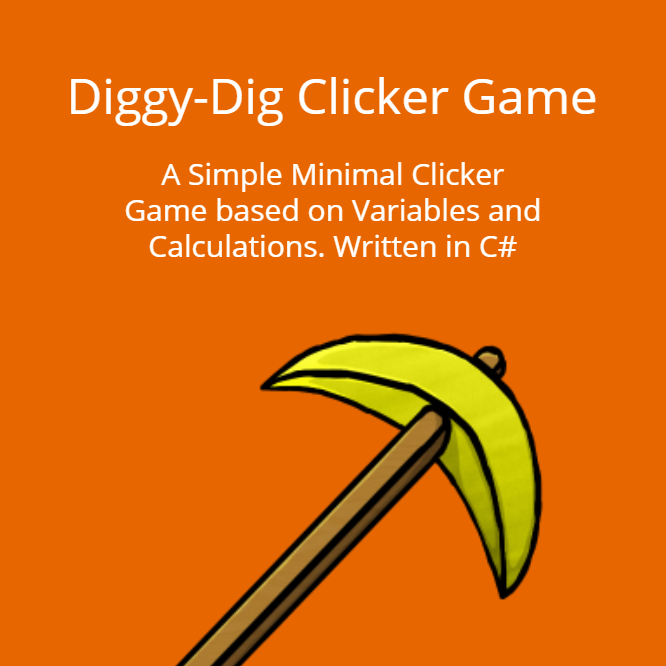 Diggy-Dig Clicker Game
A Simple Minimal Clicker
Game based on Variables and
Calculations. Written in C#